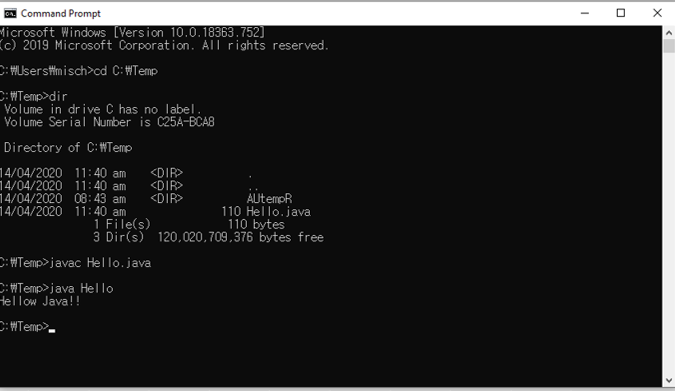 Command Prompt
Microsoft Windows [Version 10.0.18363.752]
(c) 2019 Microsoft Corporation. All rights reserved.
C:₩Users₩misch>cd C:₩Temp
C:₩Temp>dir
Volume in drive C has no label.
Volume Serial Number is C25A-BCA8
Directory of C:₩Temp
14/04/2020  11:40 am    <DIR>          .
14/04/2020  11:40 am    <DIR>          ..
14/04/2020  08:43 am    <DIR>          AUtempR
14/04/2020  11:40 am               110 Hello.java
1 File(s)            110 bytes
3 Dir(s)  120,020,709,376 bytes free
C:₩Temp>javac Hello.java
C:₩Temp>java Hello
Hellow Java!!
C:₩Temp>